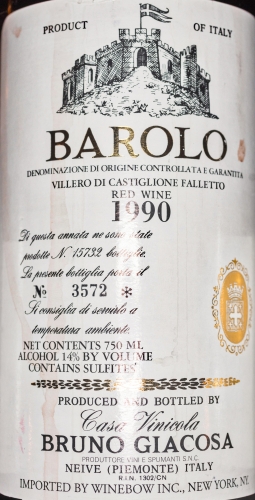 PRODUCT OF ITALY
BAROLO
DENOMINAZIONE DI ORIGINE CONTROLLATA E GARANTITA
VILLERO DI CASTIGLIONE FALLETTO
RED WINE
1990
Di questa annata ne sono state
prodotte N. 15732 bottiglie.
La presente bottiglia porta il
№ 3572 *
Si consiglia di servirlo a
temperatura ambiente.
NET CONTENTS 750 ML
ALCOHOL 14% BY VOLUME
CONTAINS SULFITES
PRODUCED AND BOTTLED BY
Casa Vinicola
BRUNO GIACOSA
PRODUTTORE VINI E SPUMANTI S.N.C.
NEIVE (PIEMONTE) ITALY
R.I.N. 1302/CN
IMPORTED BY WINEBOW INC., NEW YORK, NY.